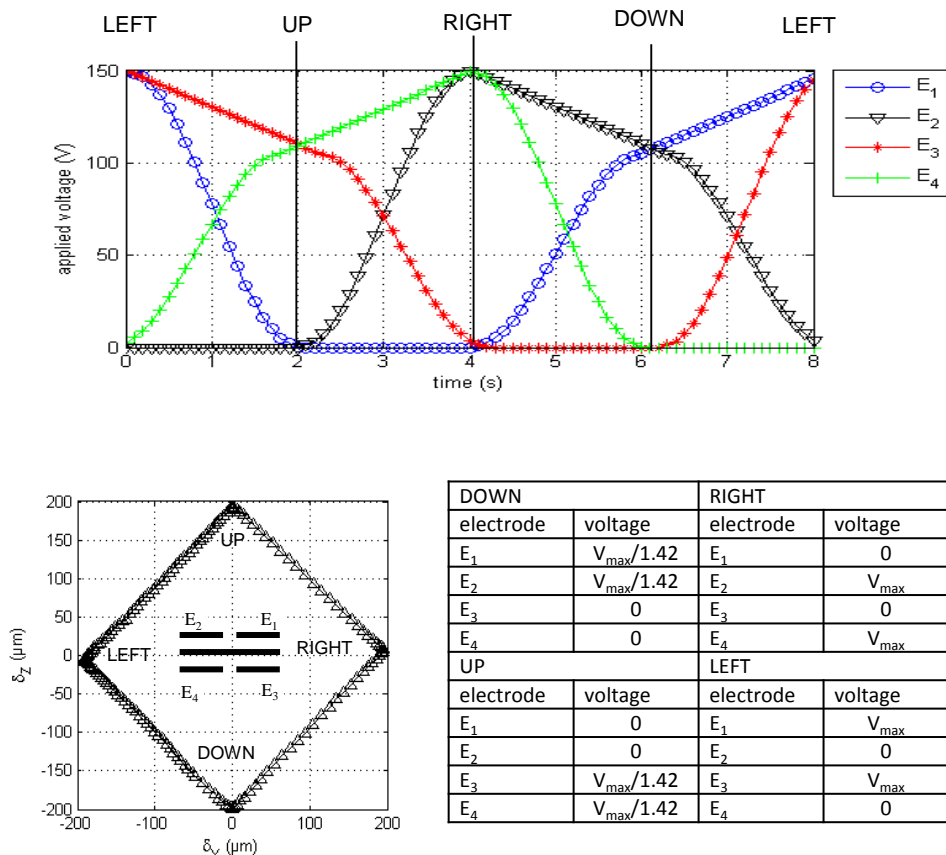 LEFT UP RIGHT DOWN LEFT
150
100
50
0
applied voltage (V)
0 1 2 3 4 5 6 7 8
time (s)
E1
E2
E3
E4
200
150
100
50
0
-50
-100
-150
-200
δZ (µm)
UP
E2 E1
LEFT RIGHT
E4 E3
DOWN
-200 -100 0 100 200
(µm)
DOWN RIGHT
electrode voltage electrode voltage
E1 Vmax/1.42 E1 0
E2 Vmax/1.42 E2 Vmax
E3 0 E3 0
E4 0 E4 Vmax
UP LEFT
electrode voltage electrode voltage
E1 0 E1 Vmax
E2 0 E2 0
E3 Vmax/1.42 E3 Vmax
E4 Vmax/1.42 E4 0